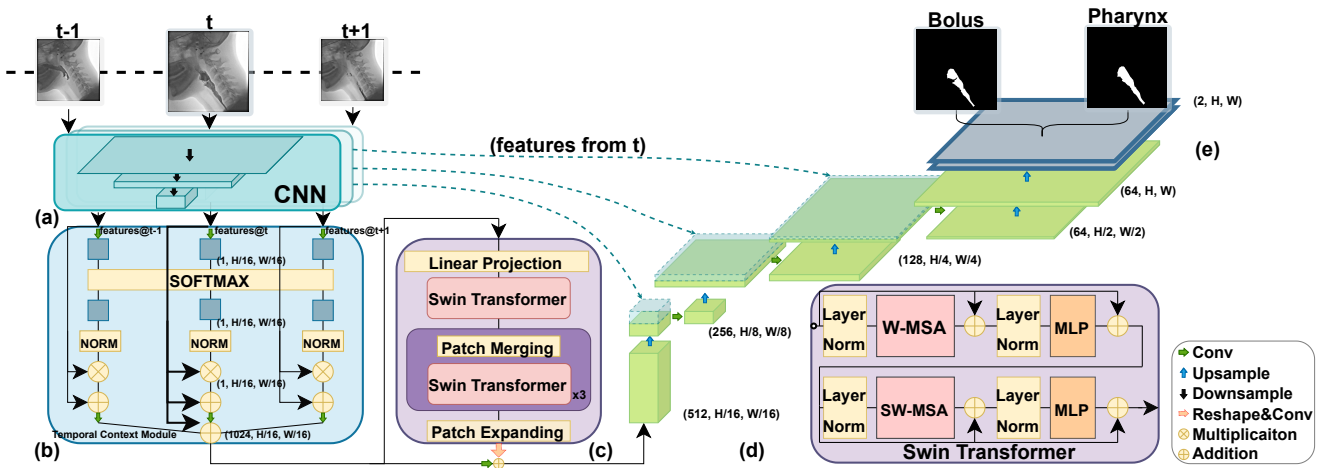 t-1
t
t+1
Bolus
Pharynx
(2, H, W)
(features from t)
CNN
(a)
(e)
(64, H, W)
(64, H/2, W/2)
(128, H/4, W/4)
(256, H/8, W/8)
(512, H/16, W/16)
features@t-1
features@t
features@t+1
(1, H/16, W/16)
SOFTMAX
(1, H/16, W/16)
NORM
NORM
NORM
(1, H/16, W/16)
Temporal Context Module
(1024, H/16, W/16)
(b)
Linear Projection
Swin Transformer
Patch Merging
Swin Transformer
x3
Patch Expanding
(c)
(d)
Layer
Norm
W-MSA
Layer
Norm
MLP
Layer
Norm
SW-MSA
Layer
Norm
MLP
Swin Transformer
Conv
Upsample
Downsample
Reshape&Conv
Multiplicaiton
Addition